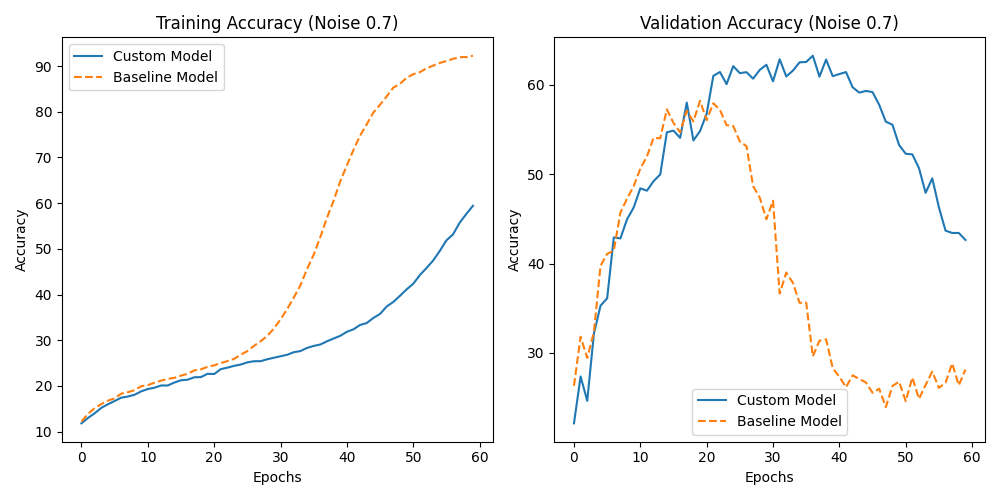 Training Accuracy (Noise 0.7)
Custom Model
Baseline Model
90
80
70
60
50
40
30
20
10
Accuracy
0 10 20 30 40 50 60
Epochs
Validation Accuracy (Noise 0.7)
60
50
40
30
Accuracy
Custom Model
Baseline Model
0 10 20 30 40 50 60
Epochs